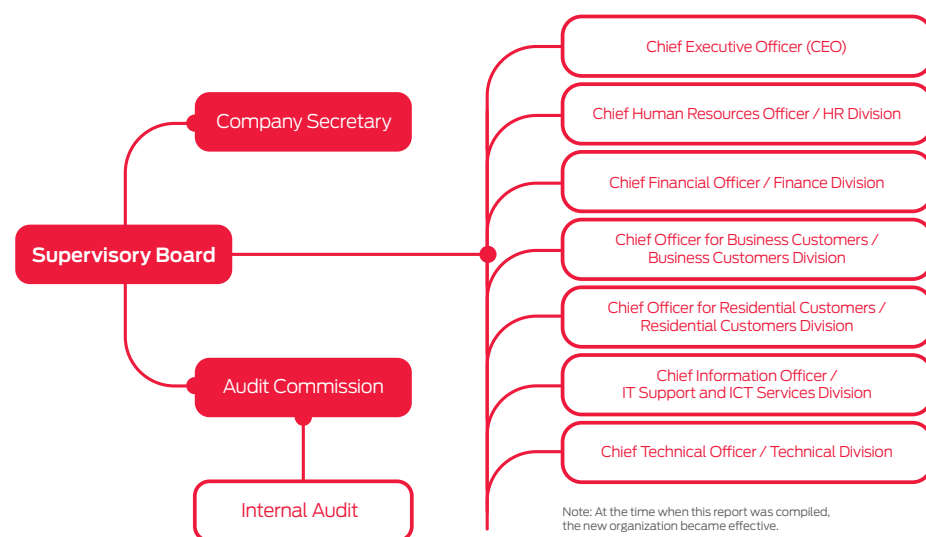 Company Secretary
Supervisory Board
Audit Commission
Internal Audit
Chief Executive Officer (CEO)
Chief Human Resources Officer / HR Division
Chief Financial Officer / Finance Division
Chief Officer for Business Customers /
Business Customers Division
Chief Officer for Residential Customers /
Residential Customers Division
Chief Information Officer /
IT Support and ICT Services Division
Chief Technical Officer / Technical Division
Note: At the time when this report was compiled,
the new organization became effective.